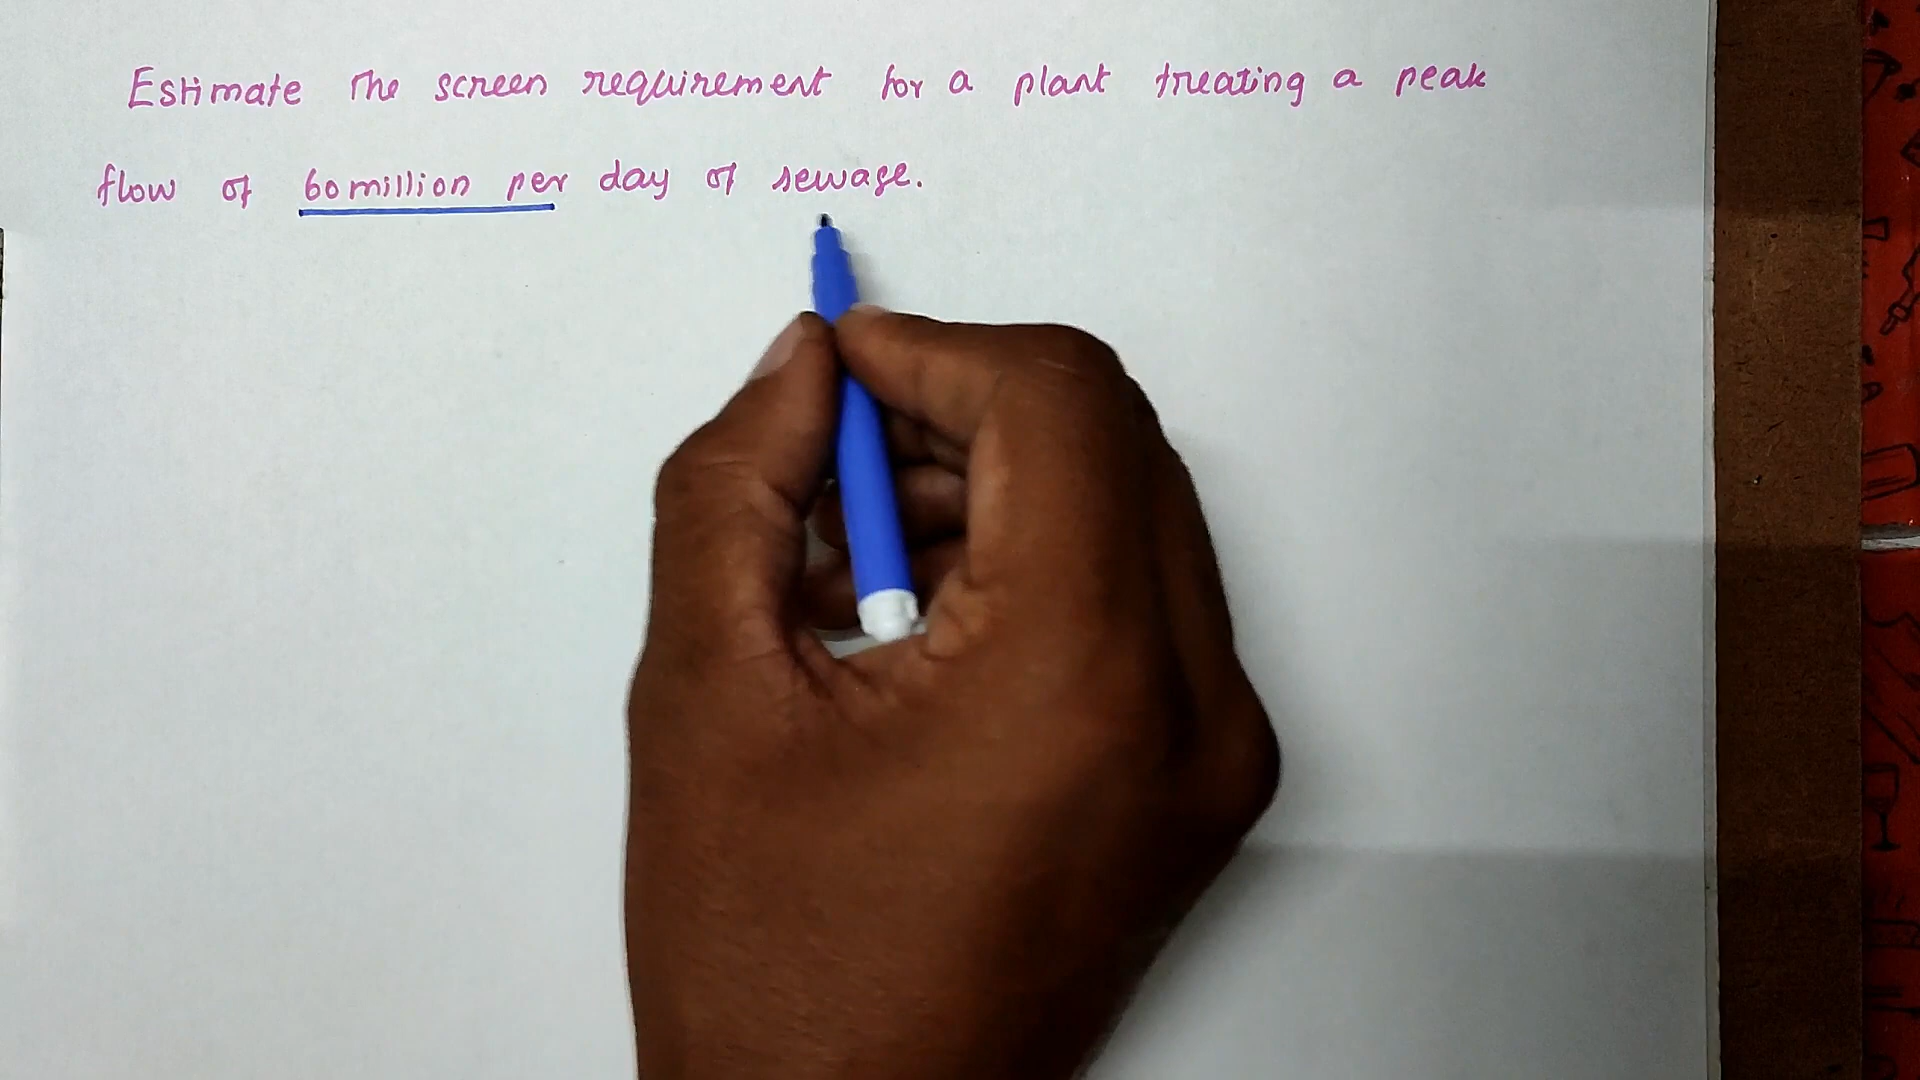 Estimate the screen requirement for a plant treating a peak
flow of 60 million per day of sewage.